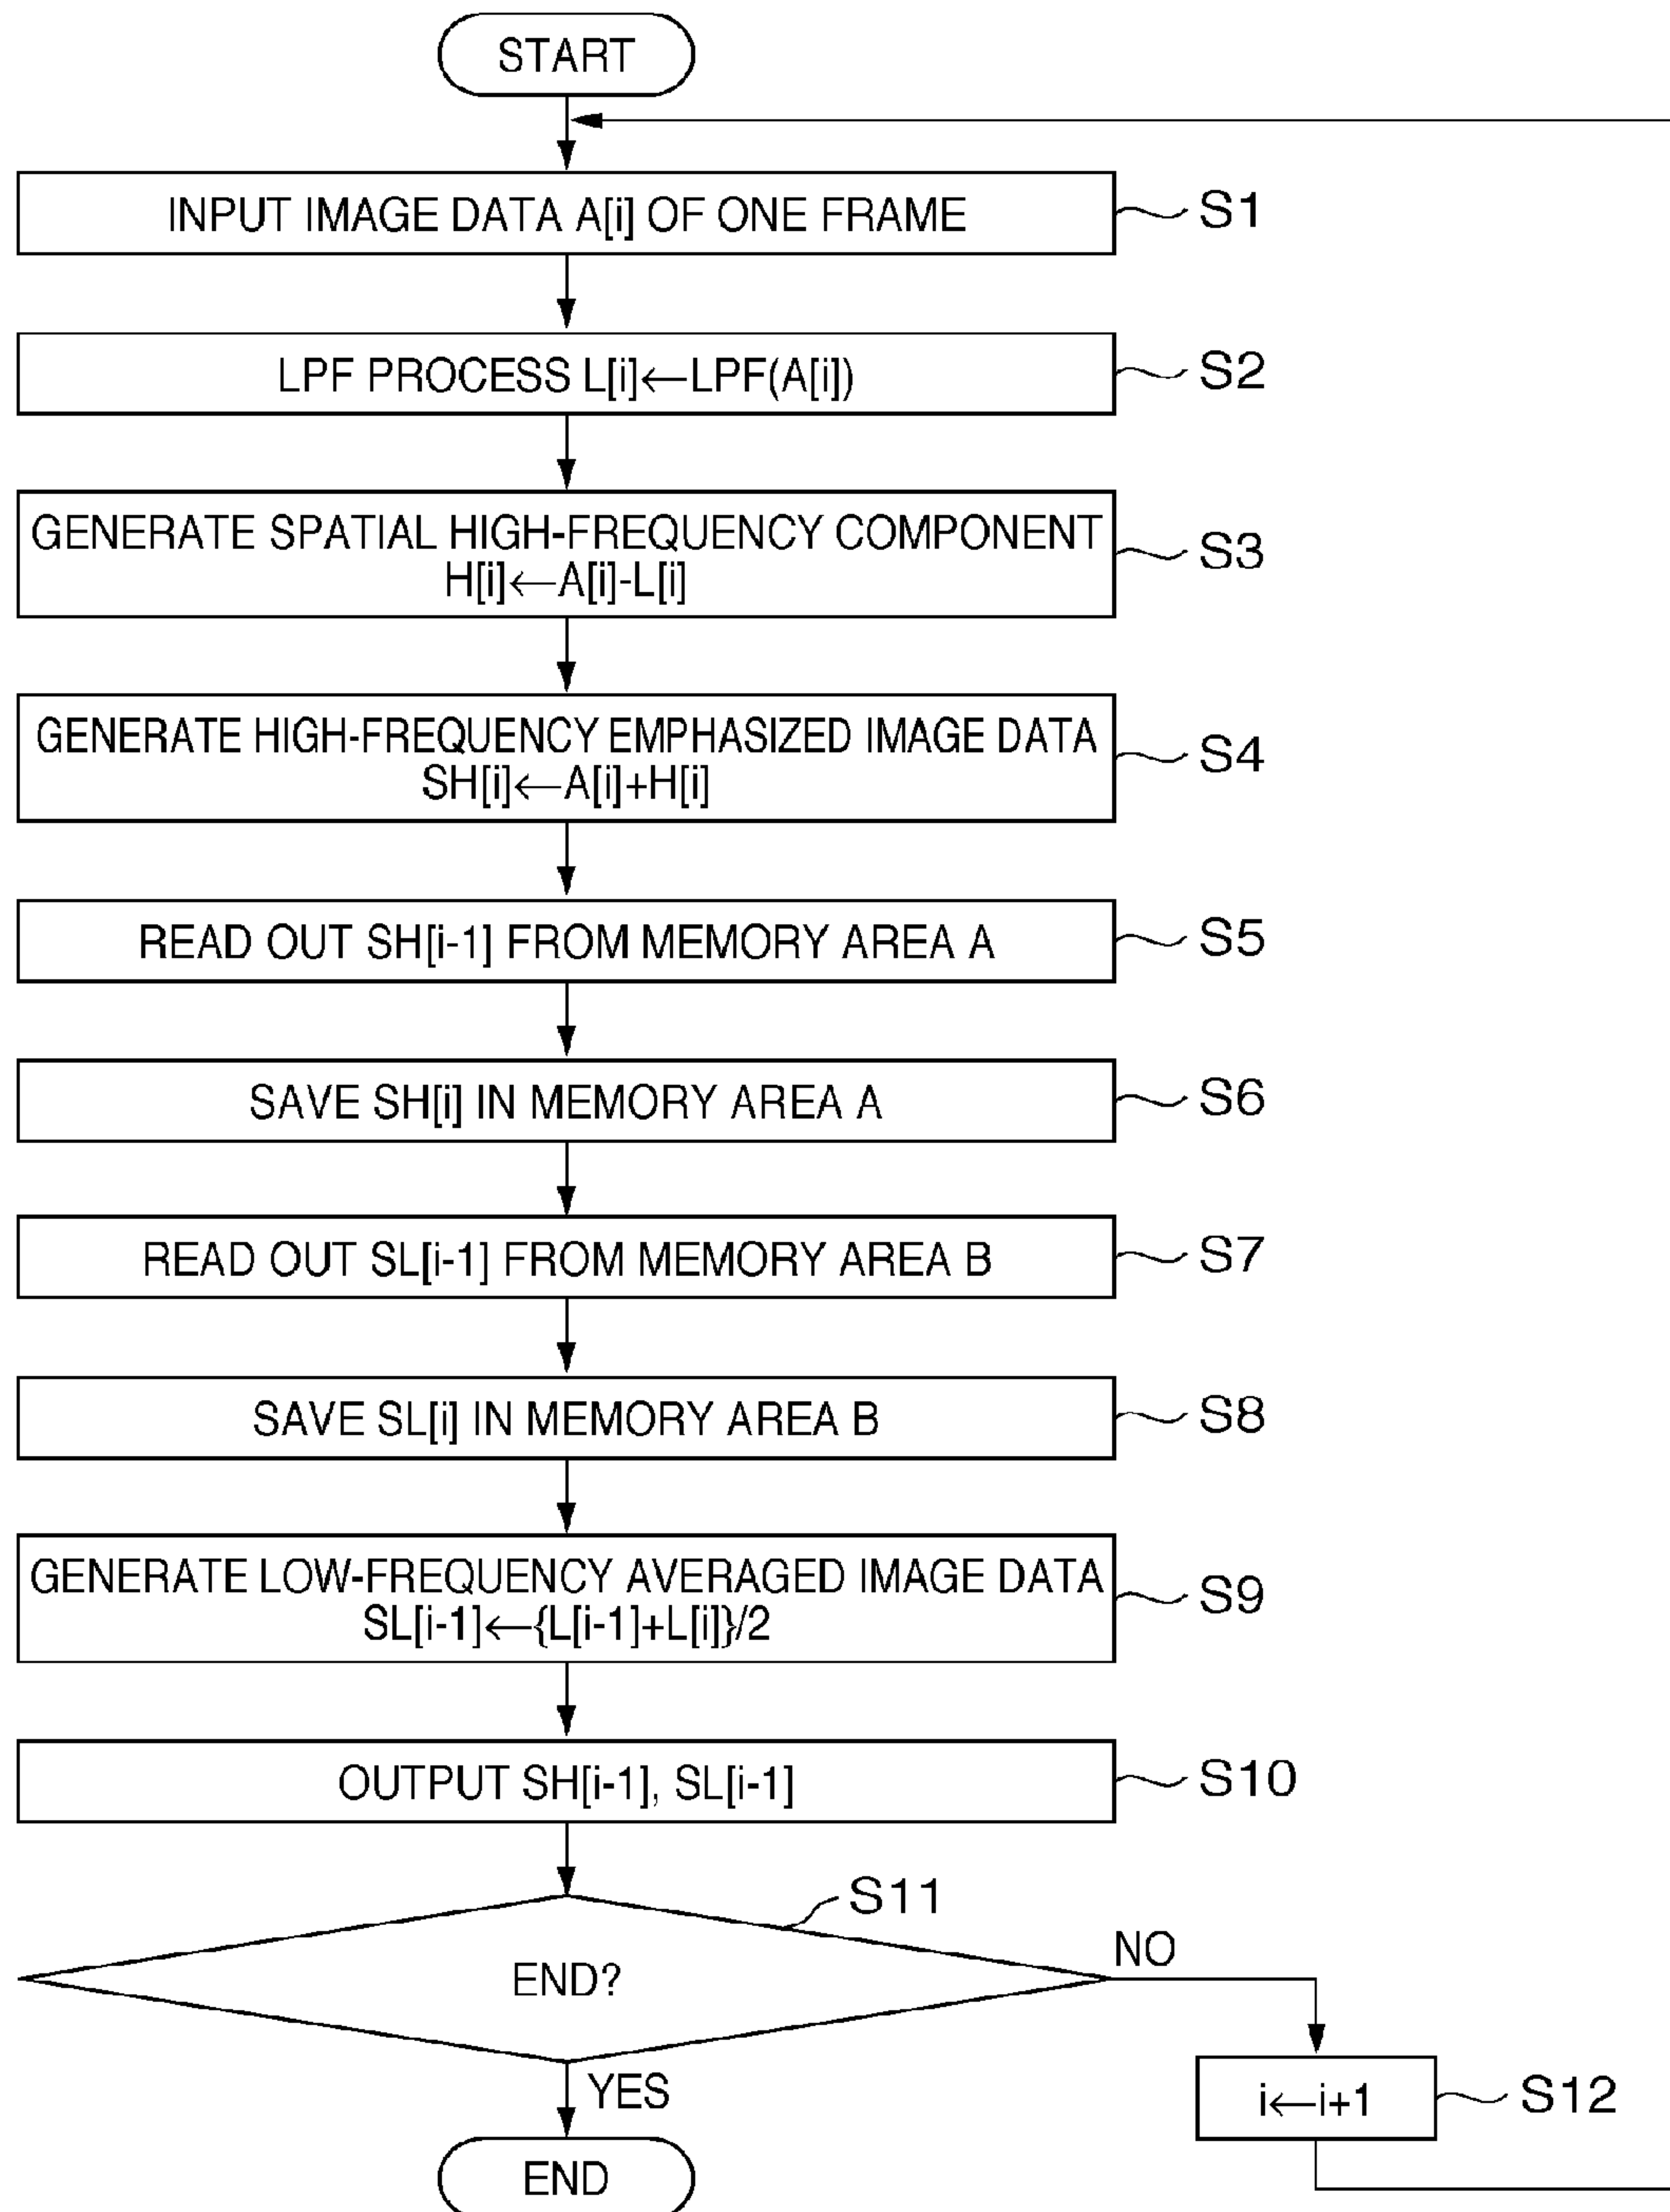 START
INPUT IMAGE DATA A[i] OF ONE FRAME
S1
LPF PROCESS L[i]←LPF(A[i])
S2
GENERATE SPATIAL HIGH-FREQUENCY COMPONENT
H[i]←A[i]-L[i]
S3
GENERATE HIGH-FREQUENCY EMPHASIZED IMAGE DATA
SH[i]←A[i]+H[i]
S4
READ OUT SH[i-1] FROM MEMORY AREA A
S5
SAVE SH[i] IN MEMORY AREA A
S6
READ OUT SL[i-1] FROM MEMORY AREA B
S7
SAVE SL[i] IN MEMORY AREA B
S8
GENERATE LOW-FREQUENCY AVERAGED IMAGE DATA
SL[i-1]←{L[i-1]+L[i]}/2
S9
OUTPUT SH[i-1], SL[i-1]
S10
S11
END?
NO
YES
i←i+1
S12
END